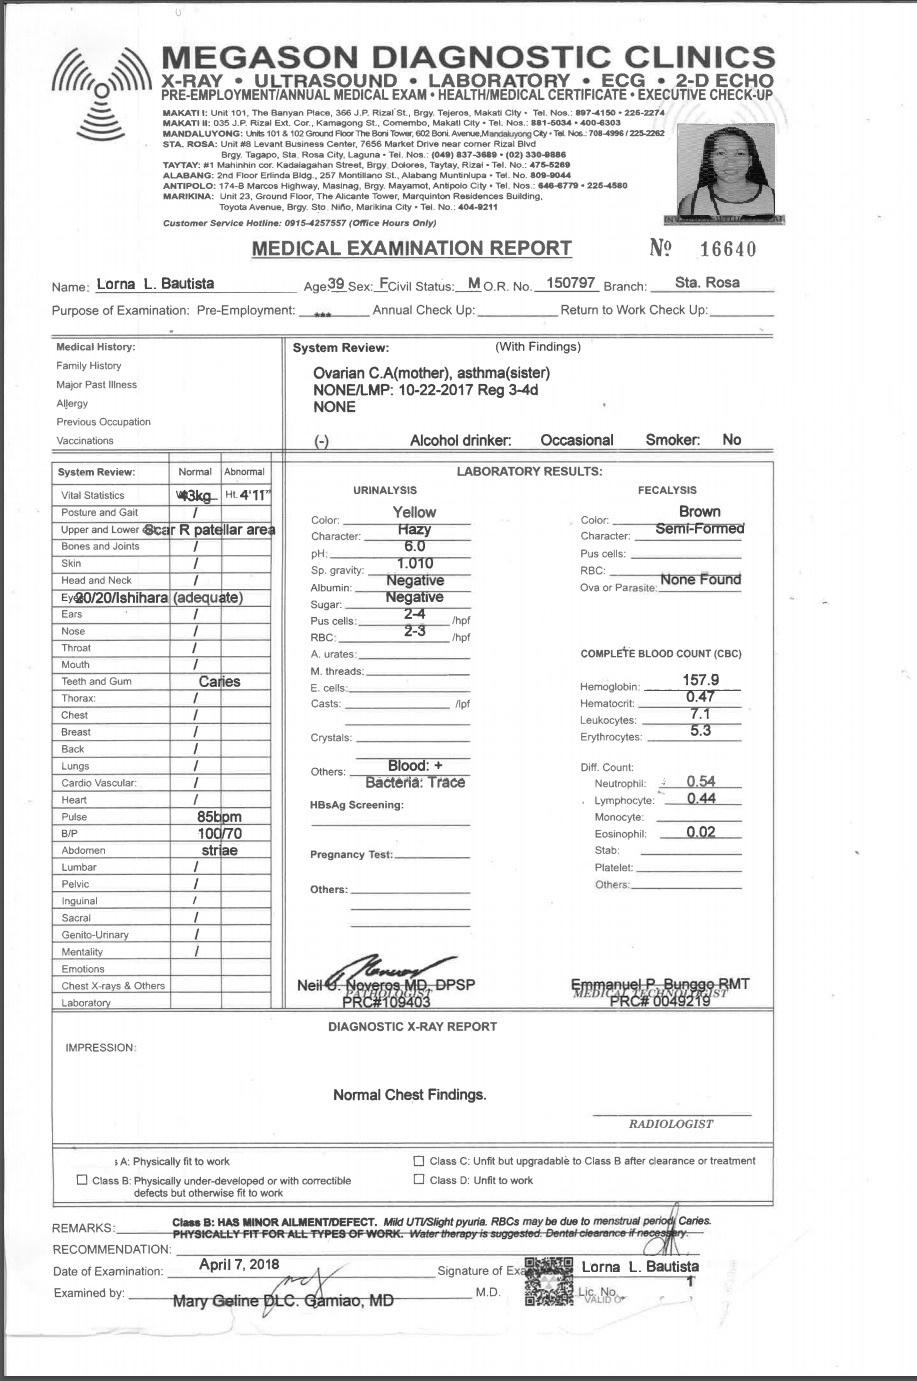 MEGASON DIAGNOSTIC CLINICS
X-RAY • ULTRASOUND • LABORATORY • ECG • 2-D ECHO
PRE-EMPLOYMENT/ANNUAL MEDICAL EXAM • HEALTH/MEDICAL CERTIFICATE • EXECUTIVE CHECK-UP
MAKATI I: Unit 101, The Banyan Place, 366 J.P. Rizal St., Brgy. Tejeros, Makati City • Tel. Nos.: 897-4150 • 226-2274
MAKATI II: 035 J.P. Rizal Ext. Cor., Kamagong St., Comembo, Makati City • Tel. Nos.: 881-5034 • 400-6303
MANDALUYONG: Units 101 & 102 Ground Floor The Boni Tower, 602 Boni. Avenue,Mandaluyong City • Tel. Nos.: 708-4996 / 225-2262
STA. ROSA: Unit #8 Levant Business Center, 7656 Market Drive near corner Rizal Blvd
Brgy. Tagapo, Sta. Rosa City, Laguna • Tel. Nos.: (049) 837-3689 • (02) 330-9886
TAYTAY: #1 Mahinhin cor. Kadalagahan Street, Brgy. Dolores, Taytay, Rizal • Tel. Nos.: 475-5269
ALABANG: 2nd Floor Erlinda Bldg., 257 Montillano St., Alabang Muntinlupa • Tel. No. 809-9044
ANTIPOLO: 174-B Marcos Highway, Masinag, Brgy. Mayamot, Antipolo City • Tel. Nos.: 646-6779 • 225-4580
MARIKINA: Unit 23, Ground Floor, The Alicante Tower, Marquinton Residences Building,
Toyota Avenue, Brgy. Sto. Niño, Marikina City • Tel. No.: 404-9211
Customer Service Hotline: 0915-4257557 (Office Hours Only)
MEDICAL EXAMINATION REPORT Nº 16640
Name: Lorna L. Bautista Age 39 Sex: F Civil Status: M O.R. No. 150797 Branch: Sta. Rosa
Purpose of Examination: Pre-Employment: *** Annual Check Up: Return to Work Check Up:
Medical History:
Family History
Major Past Illness
Allergy
Previous Occupation
Vaccinations
System Review: (With Findings)
Ovarian C.A(mother), asthma(sister)
NONE/LMP: 10-22-2017 Reg 3-4d
NONE
(-) Alcohol drinker: Occasional Smoker: No
System Review: Normal Abnormal
Vital Statistics 43kg Ht. 4'11"
Posture and Gait /
Upper and Lower Scar R patellar area
Bones and Joints /
Skin /
Head and Neck /
Eyes 20/20/Ishihara (adequate)
Ears /
Nose /
Throat /
Mouth /
Teeth and Gum Caries
Thorax: /
Chest /
Breast /
Back /
Lungs /
Cardio Vascular: /
Heart /
Pulse 85bpm
B/P 100/70
Abdomen striae
Lumbar /
Pelvic /
Inguinal /
Sacral /
Genito-Urinary /
Mentality /
Emotions
Chest X-rays & Others
Laboratory
LABORATORY RESULTS:
URINALYSIS
Color: Yellow
Character: Hazy
pH: 6.0
Sp. gravity: 1.010
Albumin: Negative
Sugar: Negative
Pus cells: 2-4 /hpf
RBC: 2-3 /hpf
A. urates:
M. threads:
E. cells:
Casts: /lpf
Crystals:
Others: Blood: +
Bacteria: Trace
HBsAg Screening:
Pregnancy Test:
Others:
FECALYSIS
Color: Brown
Character: Semi-Formed
Pus cells:
RBC:
Ova or Parasite: None Found
COMPLETE BLOOD COUNT (CBC)
Hemoglobin: 157.9
Hematocrit: 0.47
Leukocytes: 7.1
Erythrocytes: 5.3
Diff. Count:
Neutrophil: 0.54
Lymphocyte: 0.44
Monocyte:
Eosinophil: 0.02
Stab:
Platelet:
Others:
Neil C. Noveros MD, DPSP
PATHOLOGIST
PRC#109403
Emmanuel P. Bunggo RMT
MEDICAL TECHNOLOGIST
PRC# 0049219
DIAGNOSTIC X-RAY REPORT
IMPRESSION:
Normal Chest Findings.
RADIOLOGIST
s A: Physically fit to work
Class B: Physically under-developed or with correctible
defects but otherwise fit to work
Class C: Unfit but upgradable to Class B after clearance or treatment
Class D: Unfit to work
REMARKS: Class B: HAS MINOR AILMENT/DEFECT. Mild UTI/Slight pyuria. RBCs may be due to menstrual period. Caries.
PHYSICALLY FIT FOR ALL TYPES OF WORK. Water therapy is suggested. Dental clearance if necessary.
RECOMMENDATION:
Date of Examination: April 7, 2018 Signature of Exa Lorna L. Bautista
Examined by: Mary Geline DLC. Gamiao, MD M.D. Lic. No. 1
VALID O